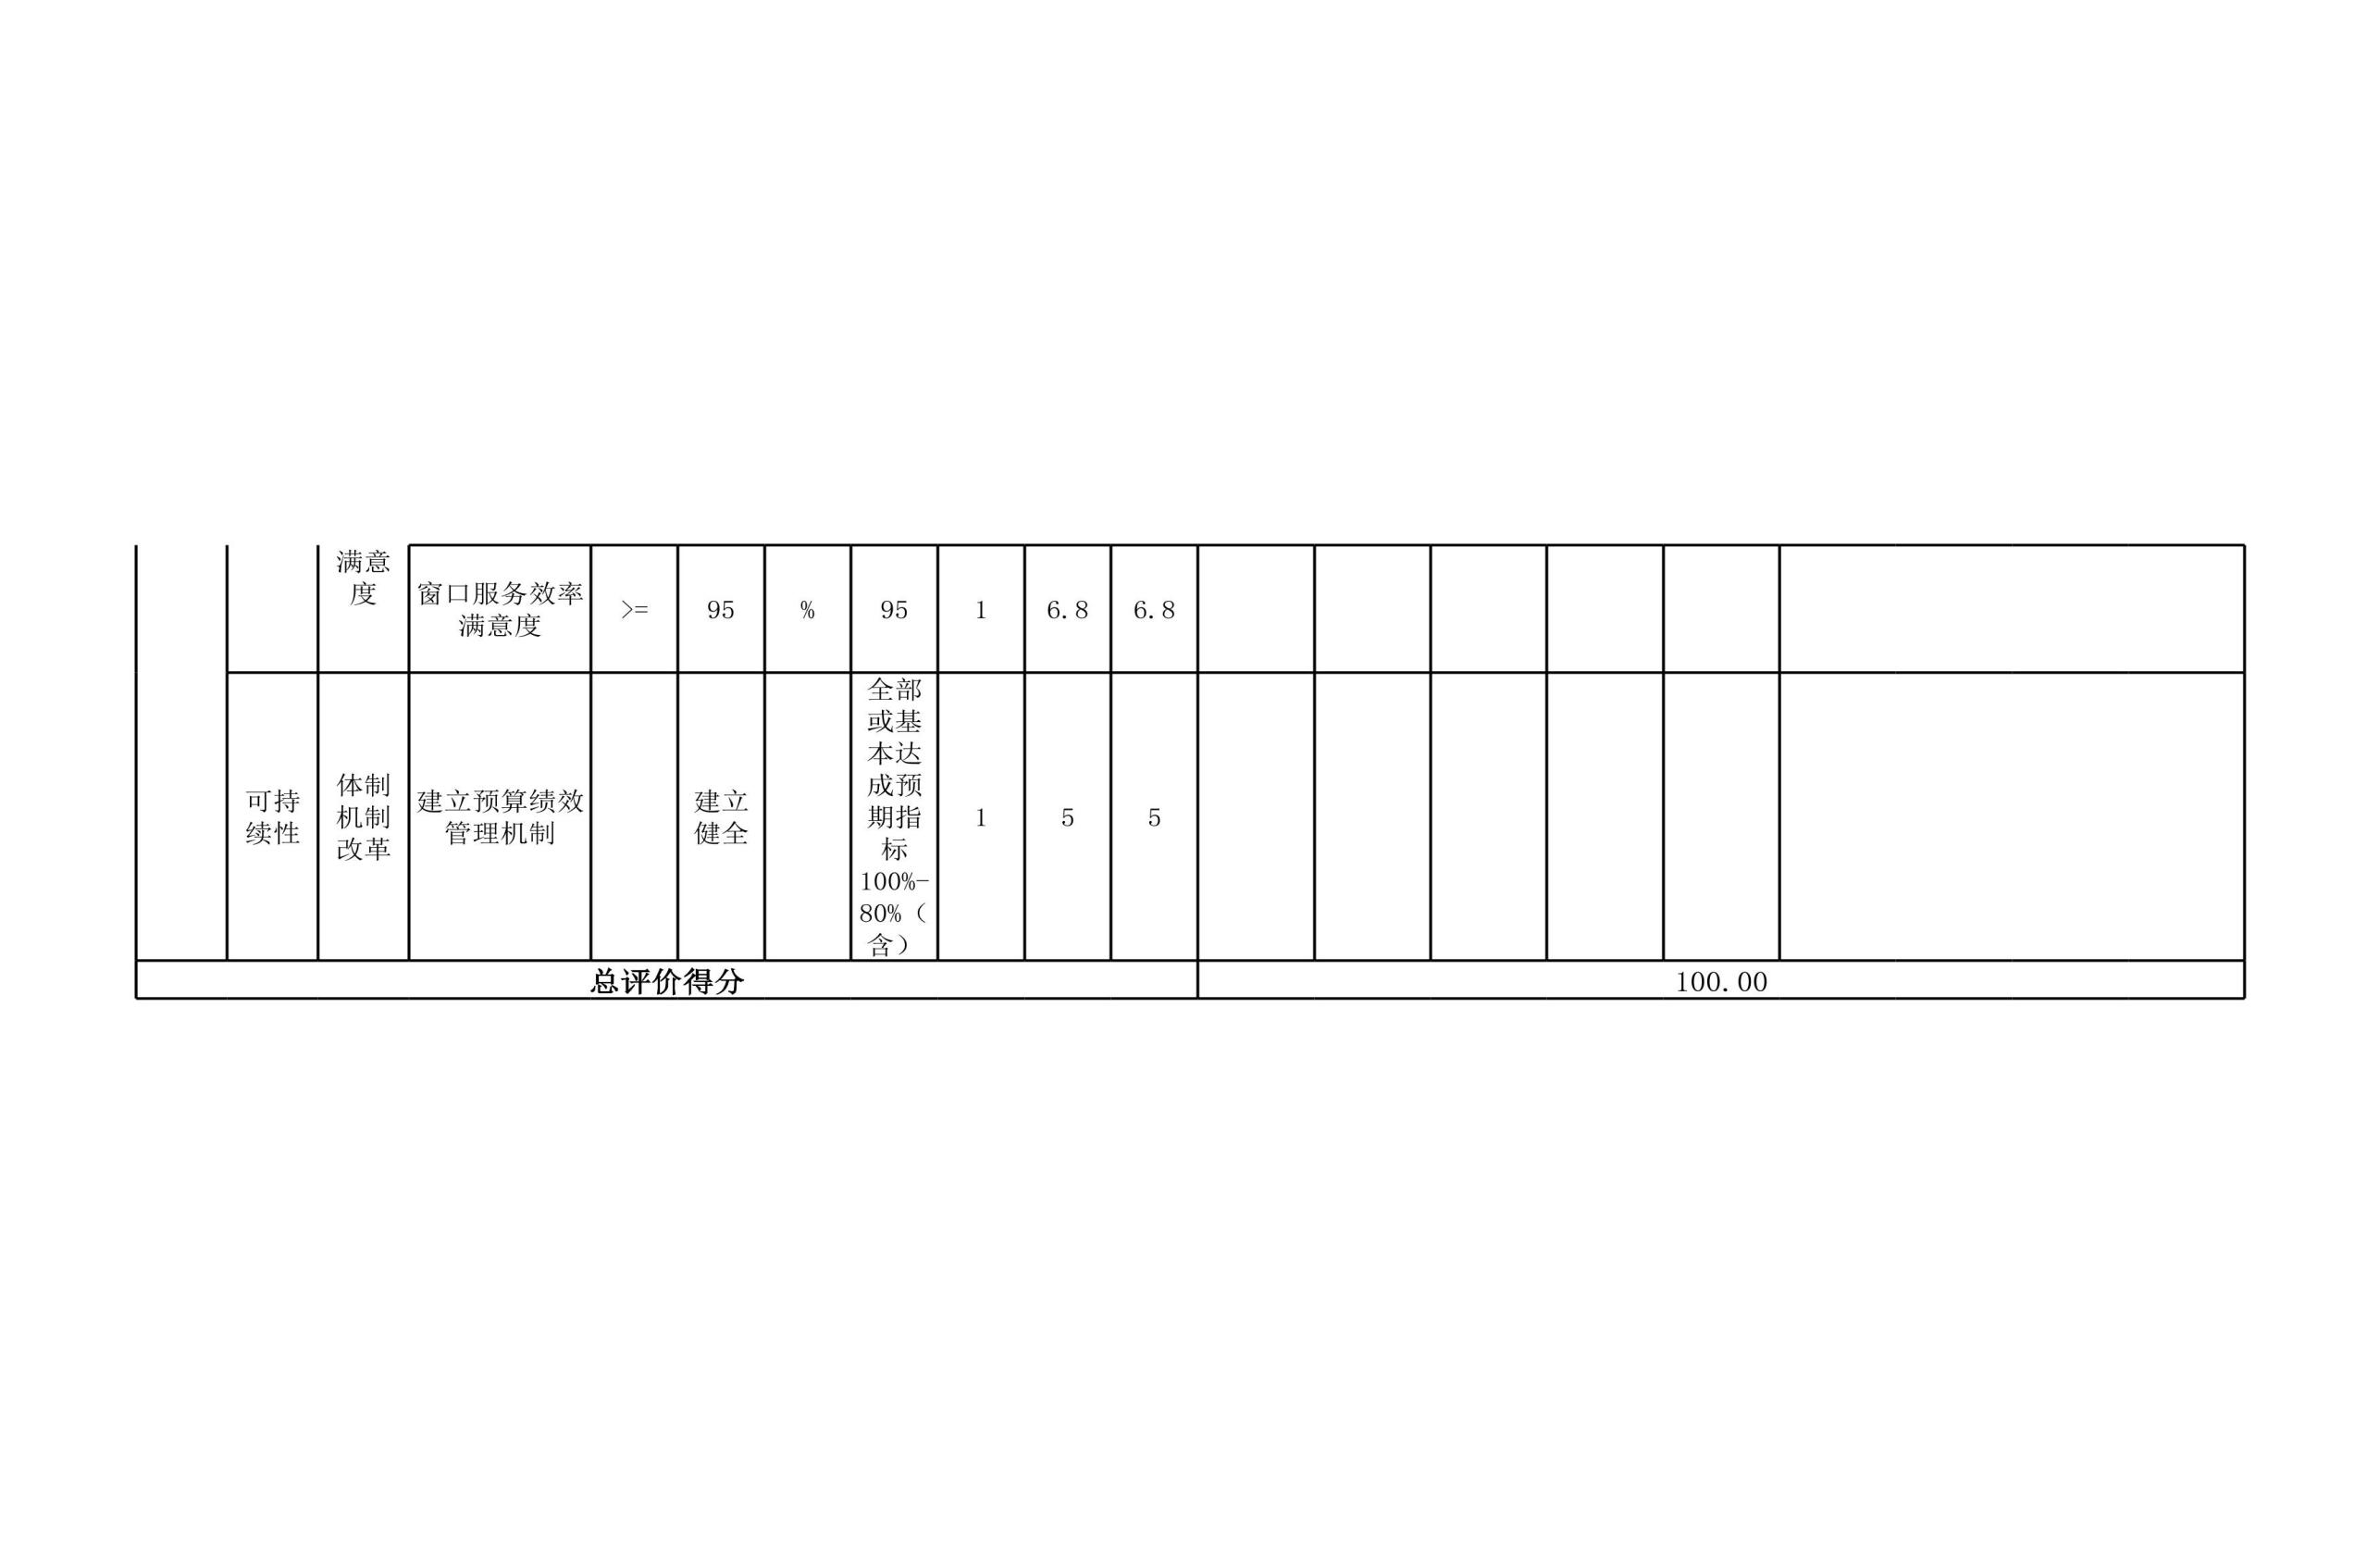 满意
度
窗口服务效率
满意度
>=
95
%
95
1
6.8
6.8
可持
续性
体制
机制
改革
建立预算绩效
管理机制
建立
健全
全部
或基
本达
成预
期指
标
100%-
80%（
含）
1
5
5
总评价得分
100.00